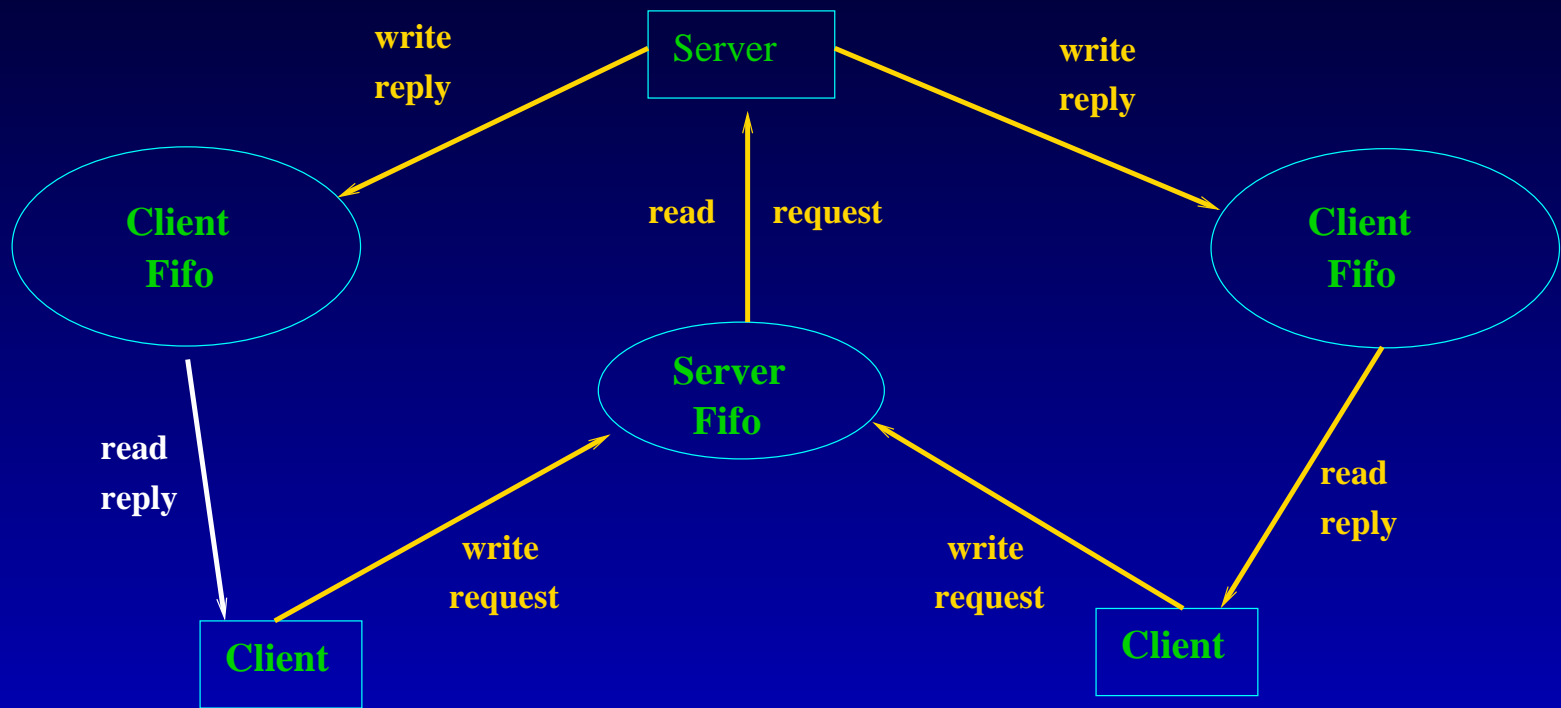 write
reply
Server
write
reply
Client
Fifo
read request
Client
Fifo
Server
Fifo
read
reply
read
reply
write
request
write
request
Client
Client